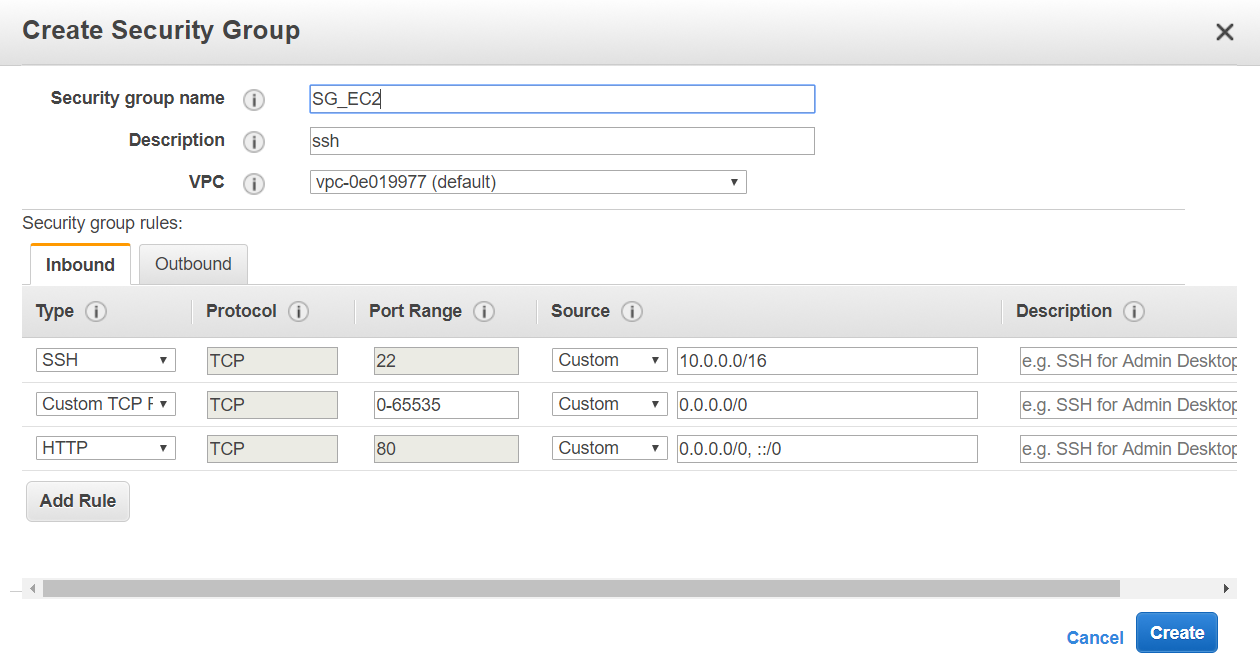 Create Security Group
Security group name SG_EC2
Description ssh
VPC vpc-0e019977 (default)
Security group rules:
Inbound Outbound
Type Protocol Port Range Source Description
SSH TCP 22 Custom 10.0.0.0/16 e.g. SSH for Admin Desktop
Custom TCP TCP 0-65535 Custom 0.0.0.0/0 e.g. SSH for Admin Desktop
HTTP TCP 80 Custom 0.0.0.0/0, ::/0 e.g. SSH for Admin Desktop
Add Rule
Cancel Create